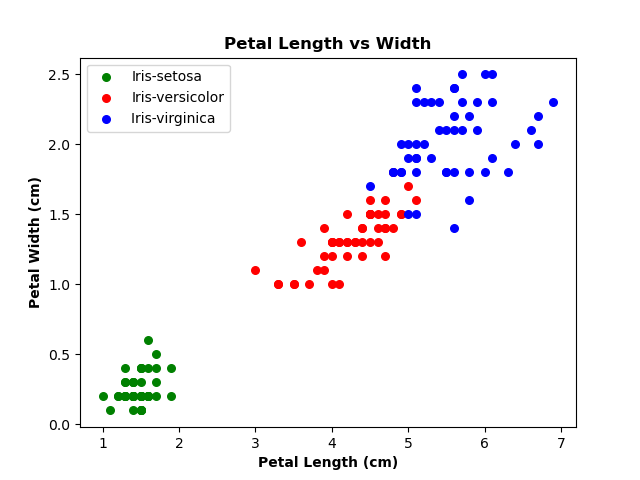 Petal Length vs Width
Iris-setosa
Iris-versicolor
Iris-virginica
2.5
2.0
1.5
1.0
0.5
0.0
Petal Width (cm)
1 2 3 4 5 6 7
Petal Length (cm)